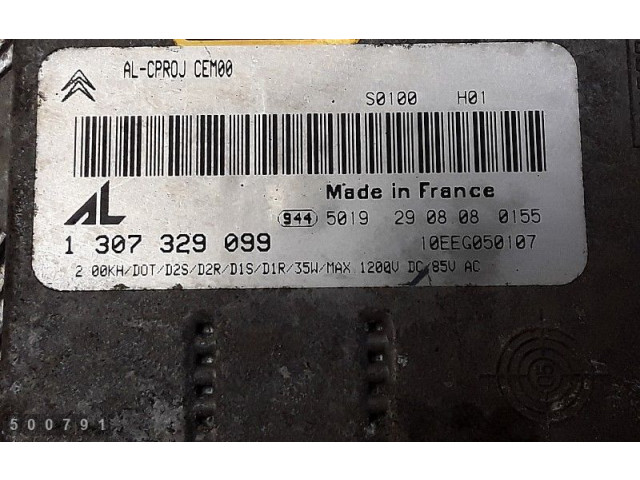 AL-CPROJ CEM00
S0100 H01
AL Made in France
944 5019 29 08 08 0155
1 307 329 099 10EEG050107
2 00KH/DOT/D2S/D2R/D1S/D1R/35W/MAX 1200V DC/85V AC
500791